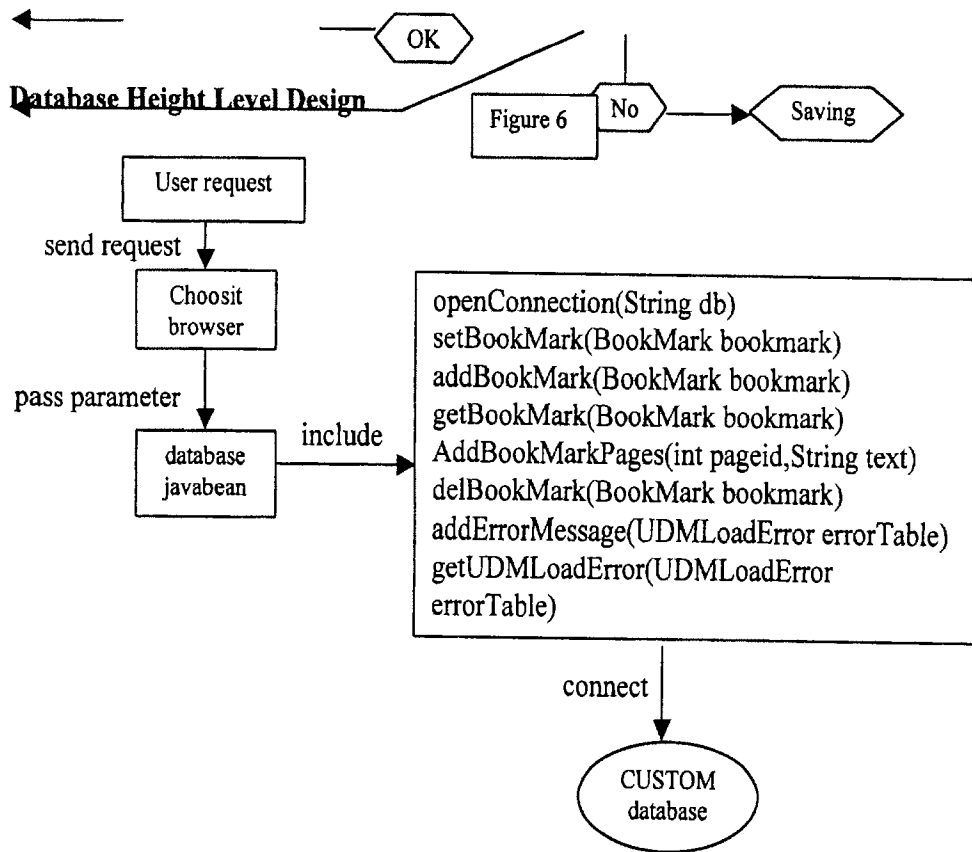 OK
Database Height Level Design
Figure 6
No
Saving
User request
send request
Choosit
browser
pass parameter
database
javabean
include
openConnection(String db)
setBookMark(BookMark bookmark)
addBookMark(BookMark bookmark)
getBookMark(BookMark bookmark)
AddBookMarkPages(int pageid,String text)
delBookMark(BookMark bookmark)
addErrorMessage(UDMLoadError errorTable)
getUDMLoadError(UDMLoadError
errorTable)
connect
CUSTOM
database